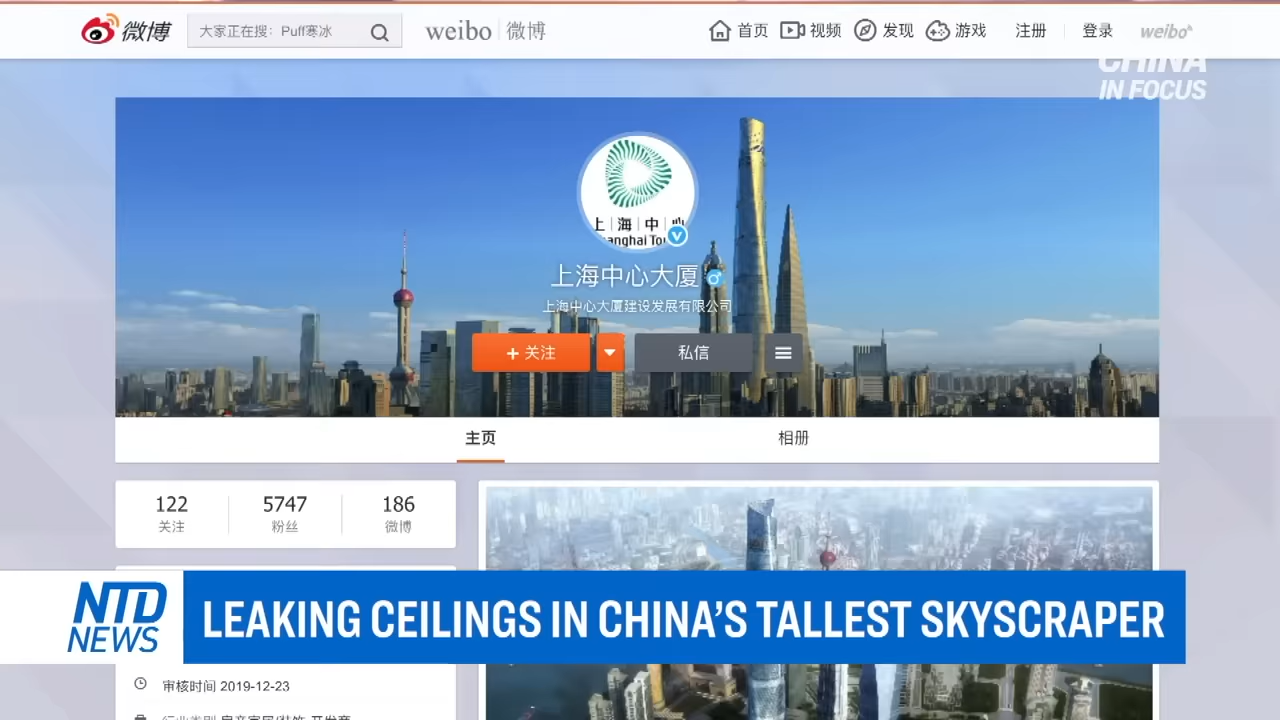 微博
大家正在搜：Puff寒冰
weibo | 微博
首页
视频
发现
游戏
注册
登录
weibo
CHINA
IN FOCUS
上海中心
anghai To
上海中心大厦
上海中心大厦建设发展有限公司
+关注
私信
主页
相册
122
关注
5747
粉丝
186
微博
NTD
NEWS
LEAKING CEILINGS IN CHINA'S TALLEST SKYSCRAPER
审核时间 2019-12-23